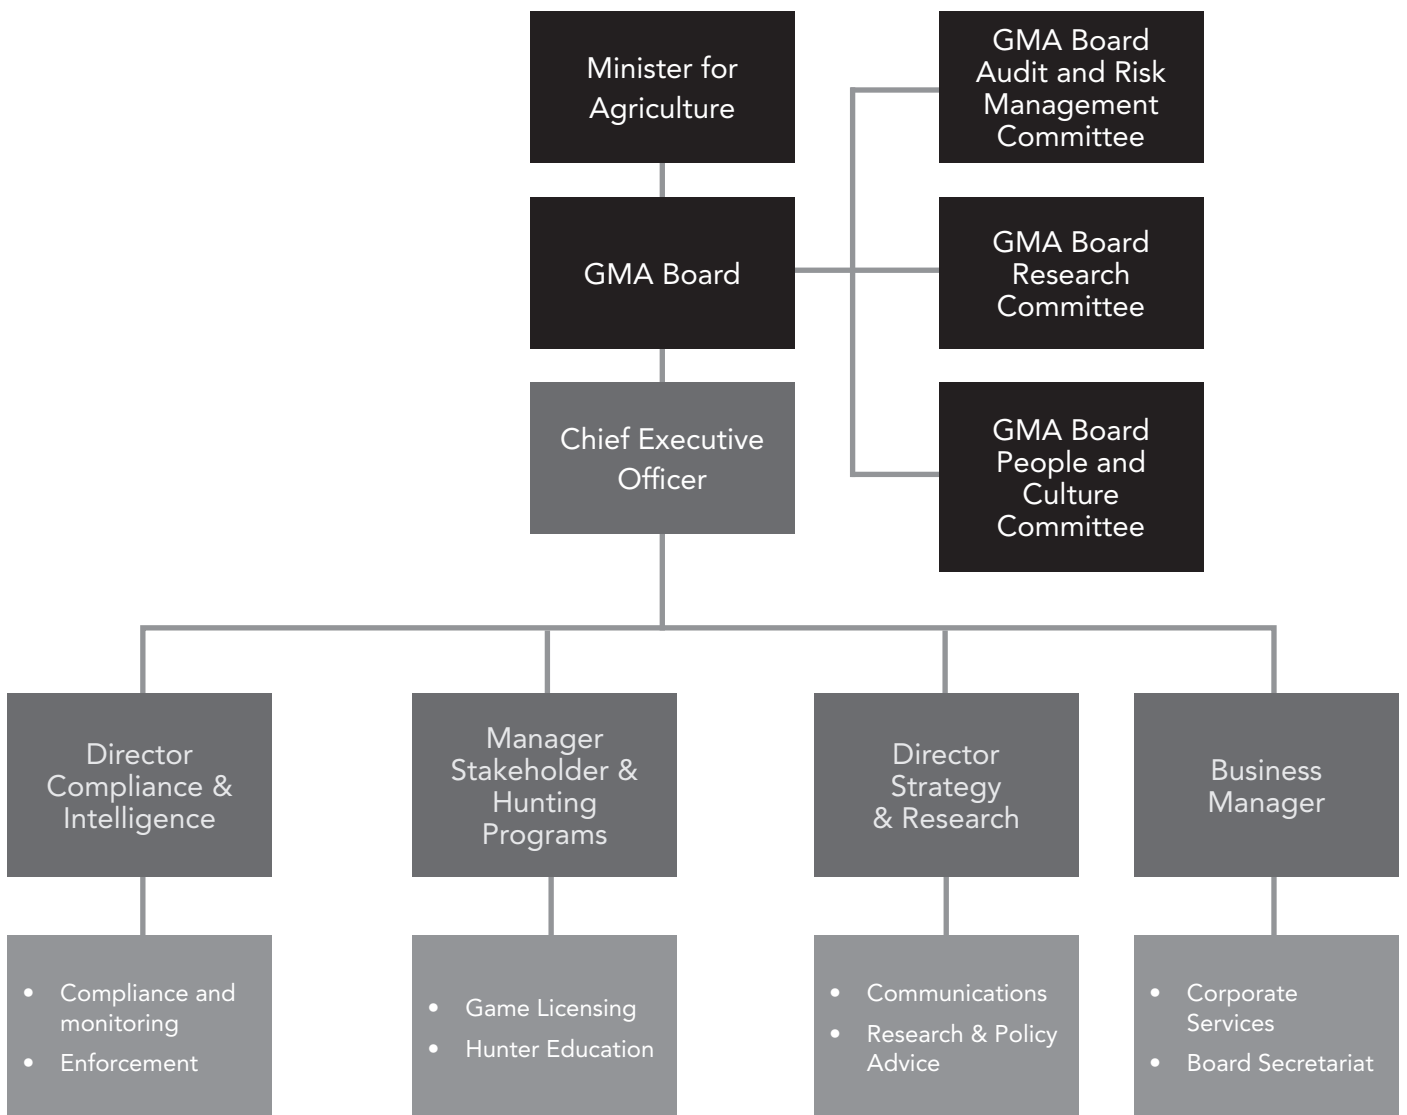 Minister for
Agriculture
GMA Board
Audit and Risk
Management
Committee
GMA Board
GMA Board
Research
Committee
Chief Executive
Officer
GMA Board
People and
Culture
Committee
Director
Compliance &
Intelligence
Manager
Stakeholder &
Hunting
Programs
Director
Strategy
& Research
Business
Manager
• Compliance and
monitoring
• Enforcement
• Game Licensing
• Hunter Education
• Communications
• Research & Policy
Advice
• Corporate
Services
• Board Secretariat